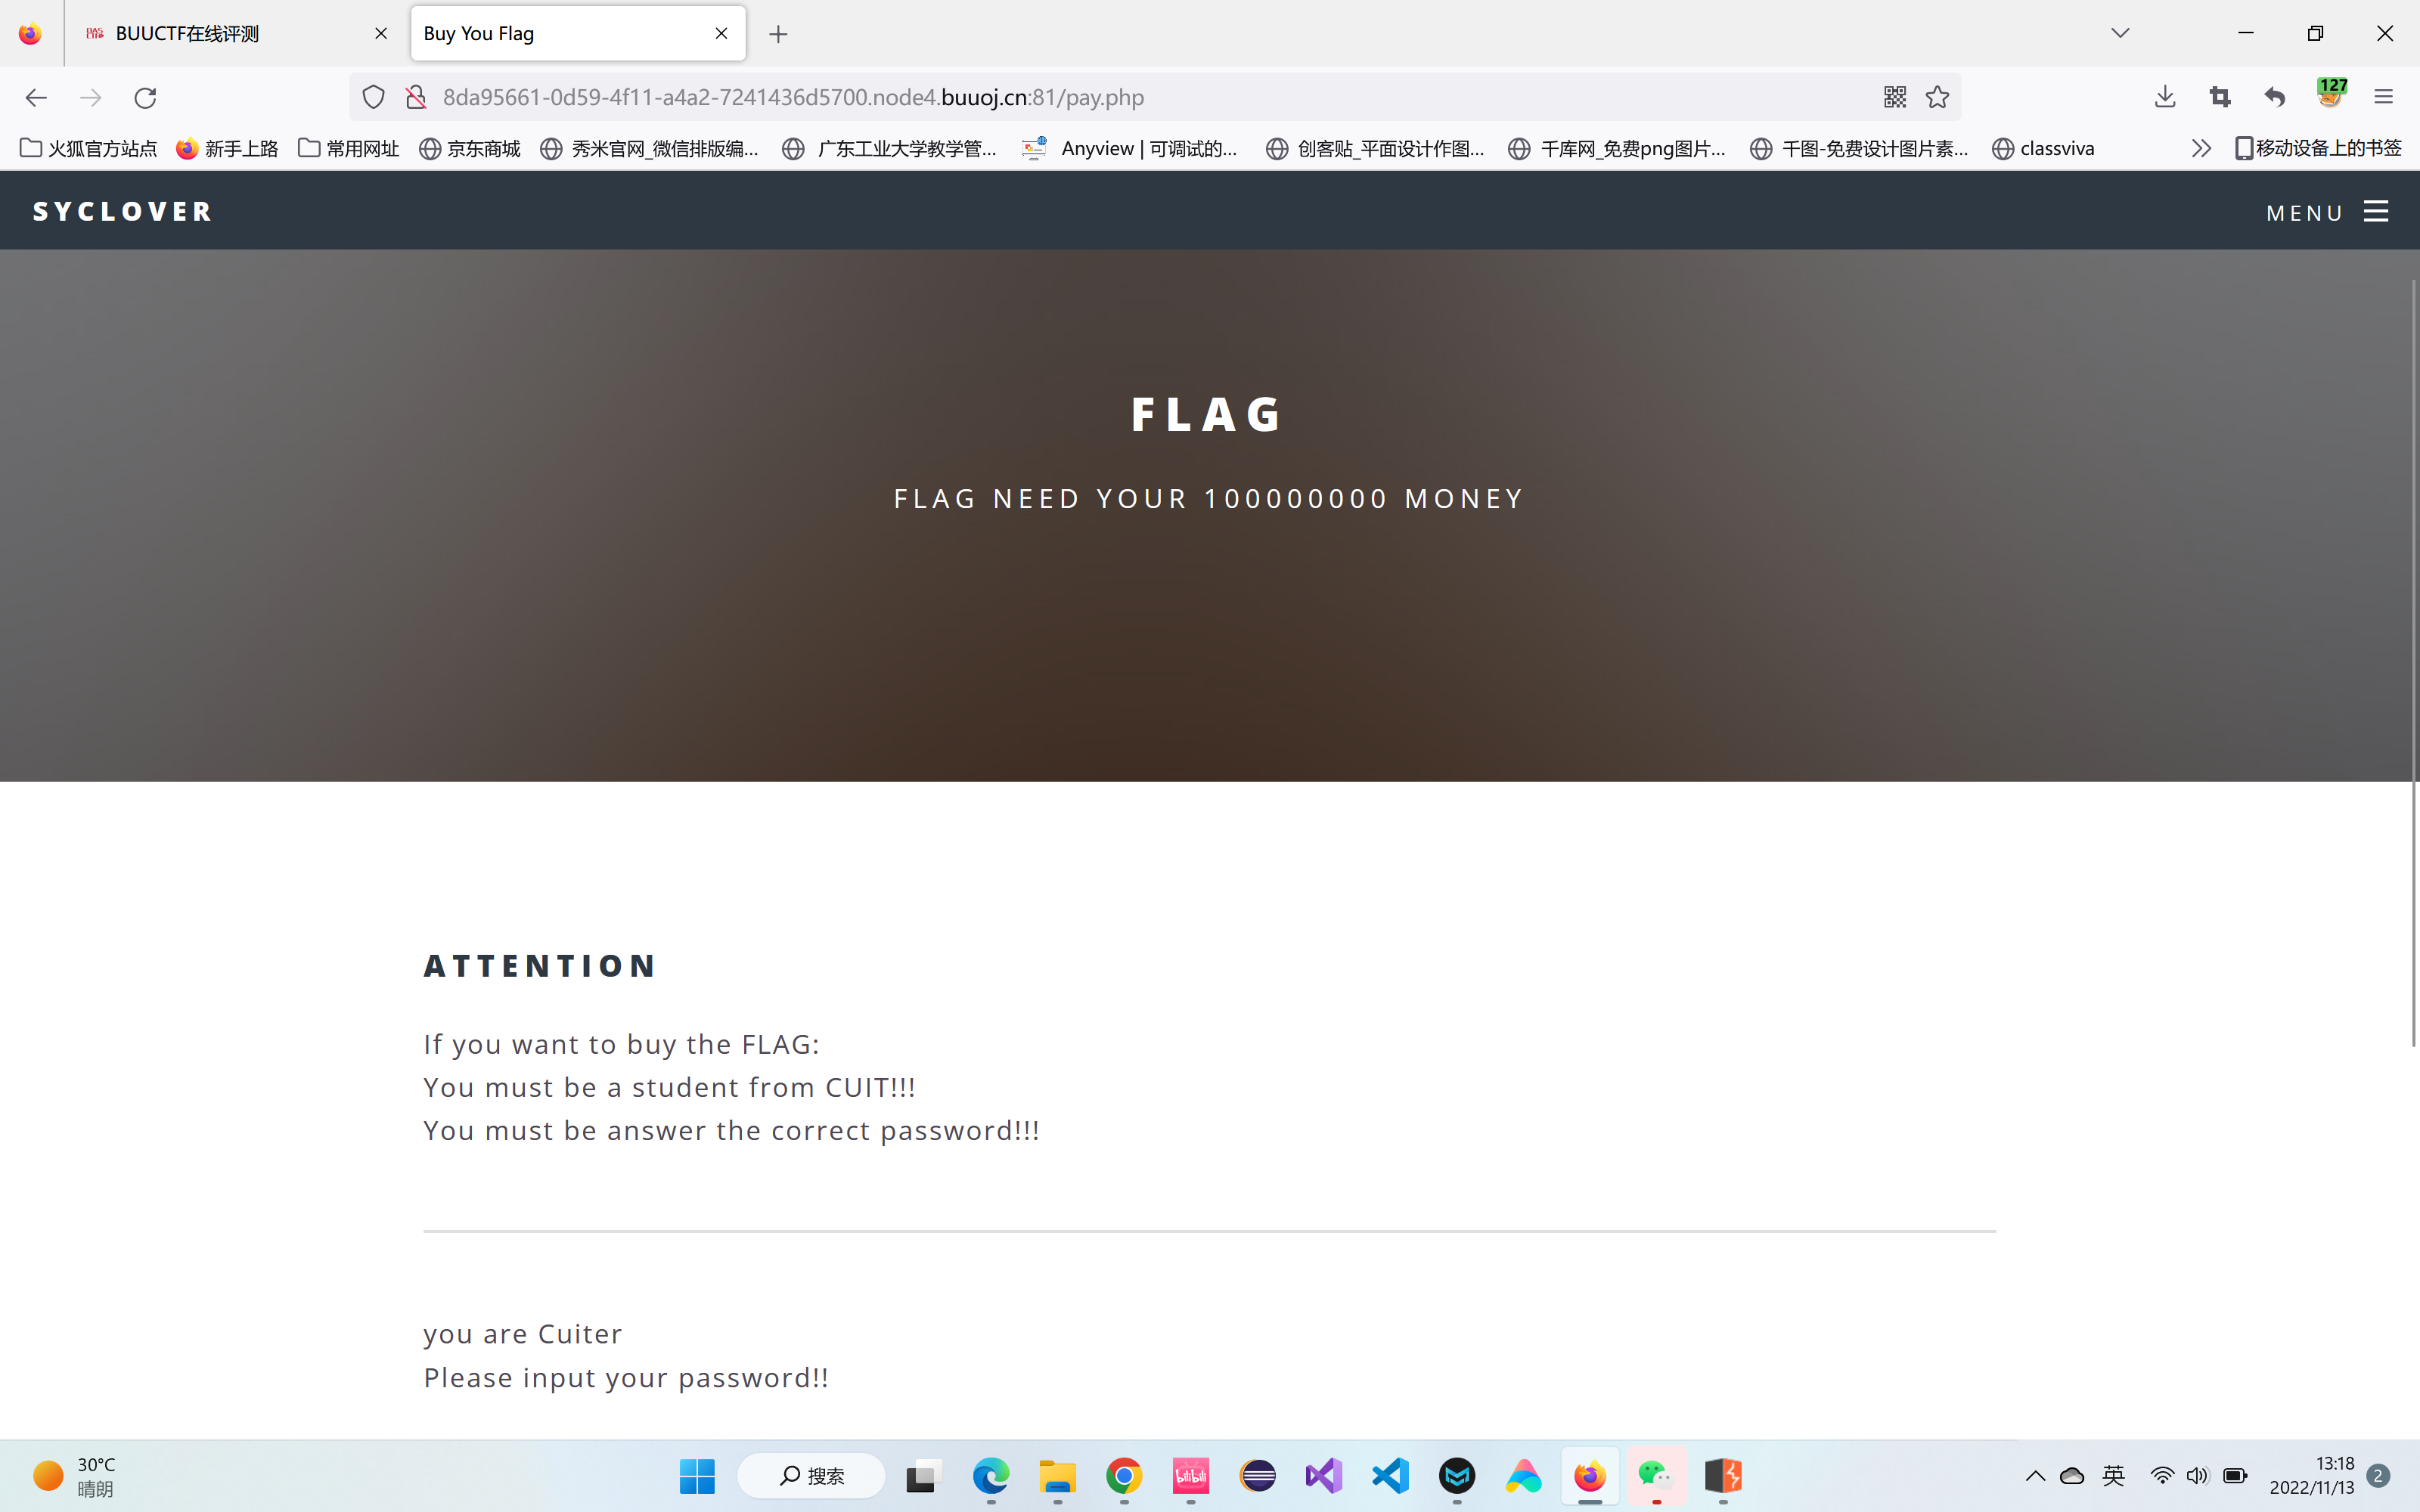 BUUCTF在线评测
Buy You Flag
8da95661-0d59-4f11-a4a2-7241436d5700.node4.buuoj.cn:81/pay.php
127
火狐官方站点
新手上路
常用网址
京东商城
秀米官网_微信排版编...
广东工业大学教学管...
Anyview | 可调试的...
创客贴_平面设计作图...
千库网_免费png图片...
千图-免费设计图片素...
classviva
移动设备上的书签
SYCLOVER
MENU
FLAG
FLAG NEED YOUR 100000000 MONEY
ATTENTION
If you want to buy the FLAG:
You must be a student from CUIT!!!
You must be answer the correct password!!!
you are Cuiter
Please input your password!!
30°C
晴朗
搜索
bilibili
英
13:18
2022/11/13
2